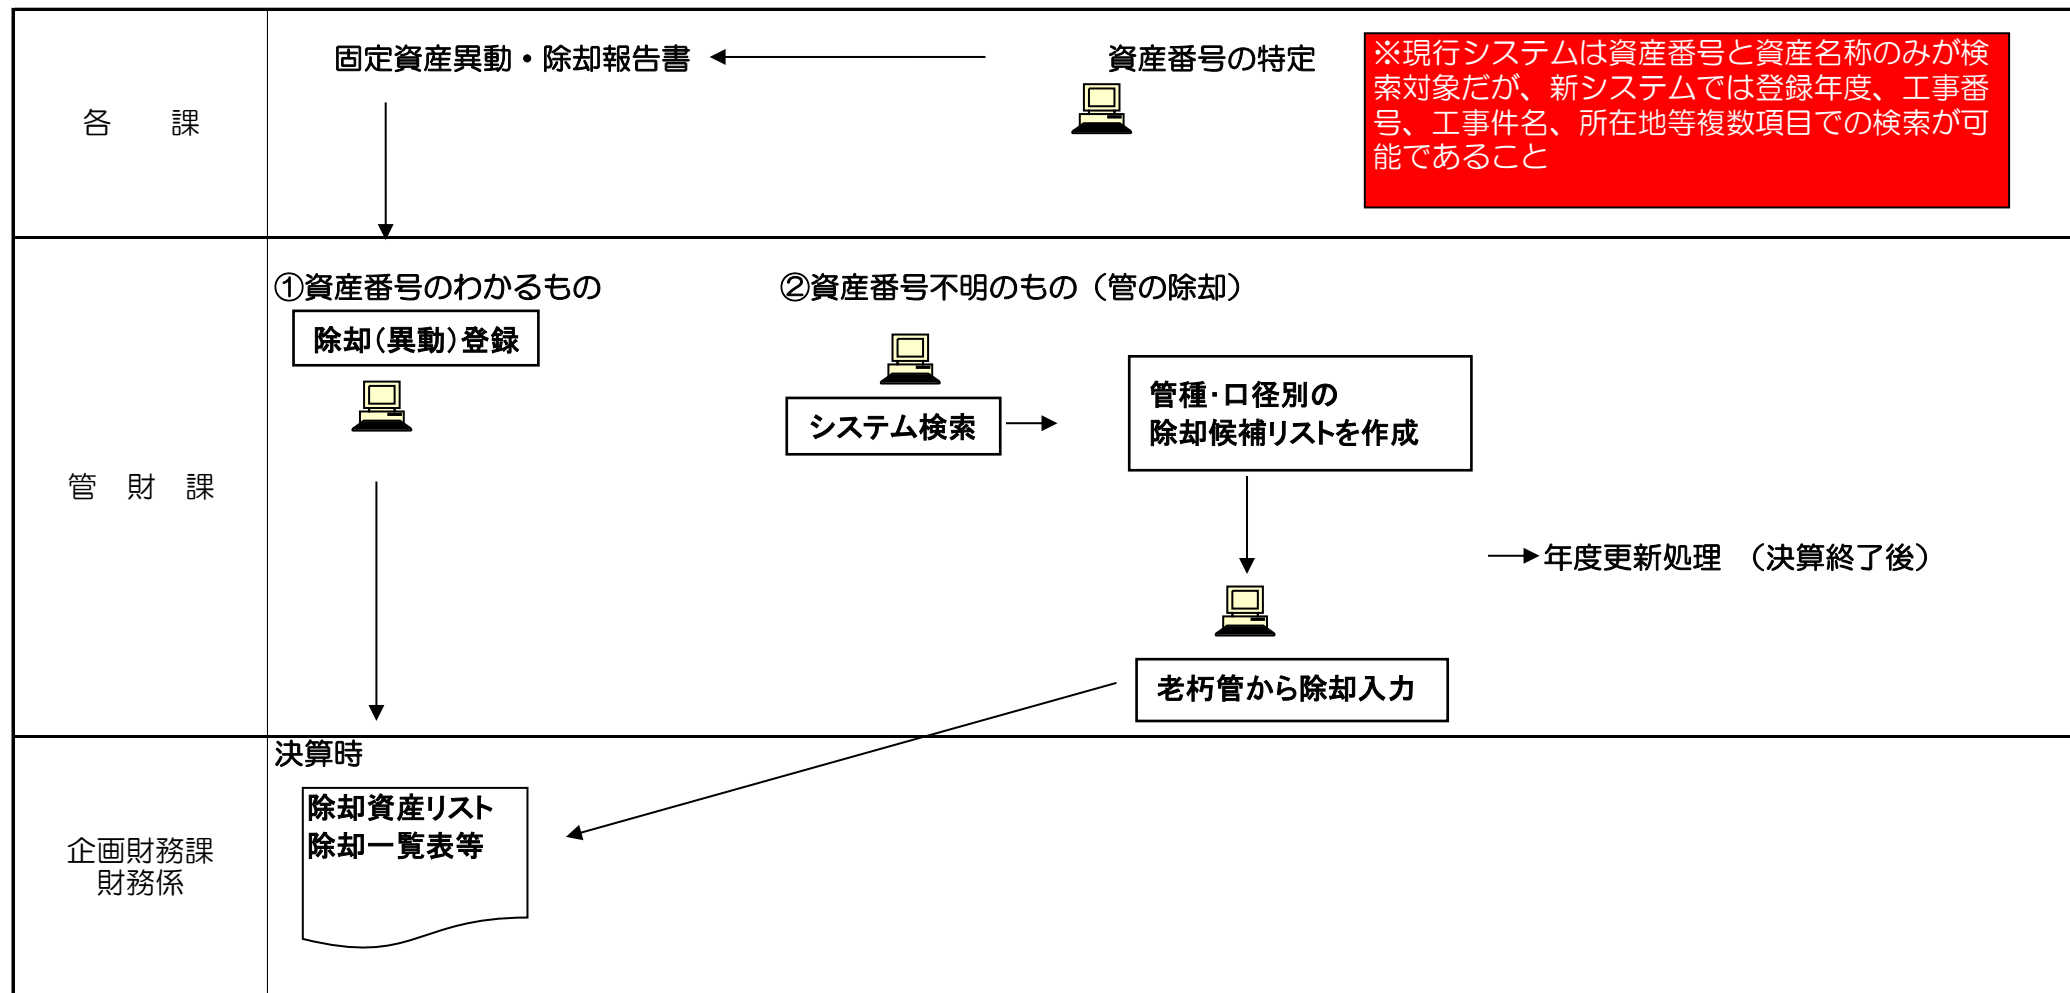 各　　課
固定資産異動・除却報告書
資産番号の特定
※現行システムは資産番号と資産名称のみが検
索対象だが、新システムでは登録年度、工事番
号、工事件名、所在地等複数項目での検索が可
能であること
管　財　課
①資産番号のわかるもの
除却（異動）登録
②資産番号不明のもの（管の除却）
システム検索
管種・口径別の
除却候補リストを作成
年度更新処理　（決算終了後）
老朽管から除却入力
企画財務課
財務係
決算時
除却資産リスト
除却一覧表等